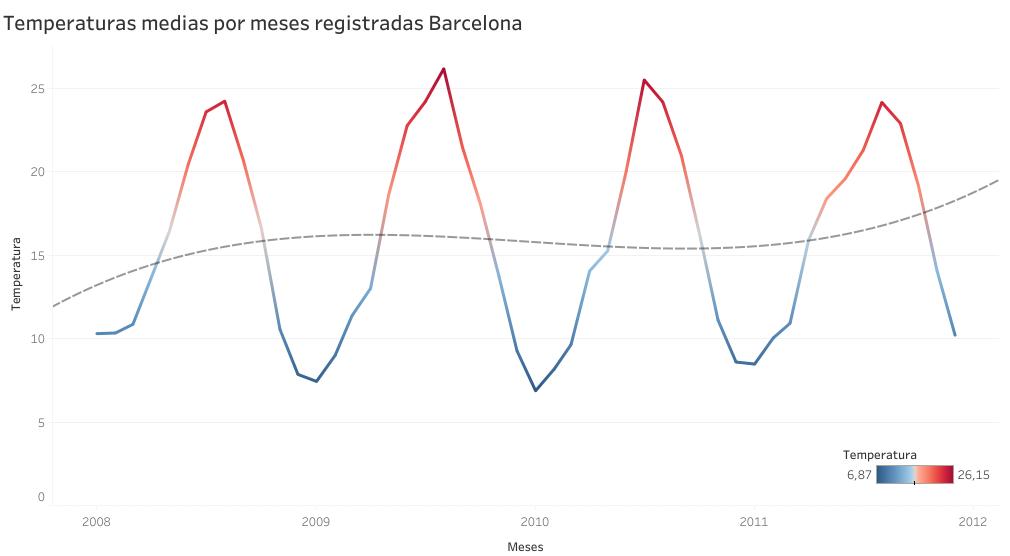 Temperaturas medias por meses registradas Barcelona
25
20
15
10
5
0
Temperatura
Temperatura
6,87 26,15
2008 2009 2010 2011 2012
Meses